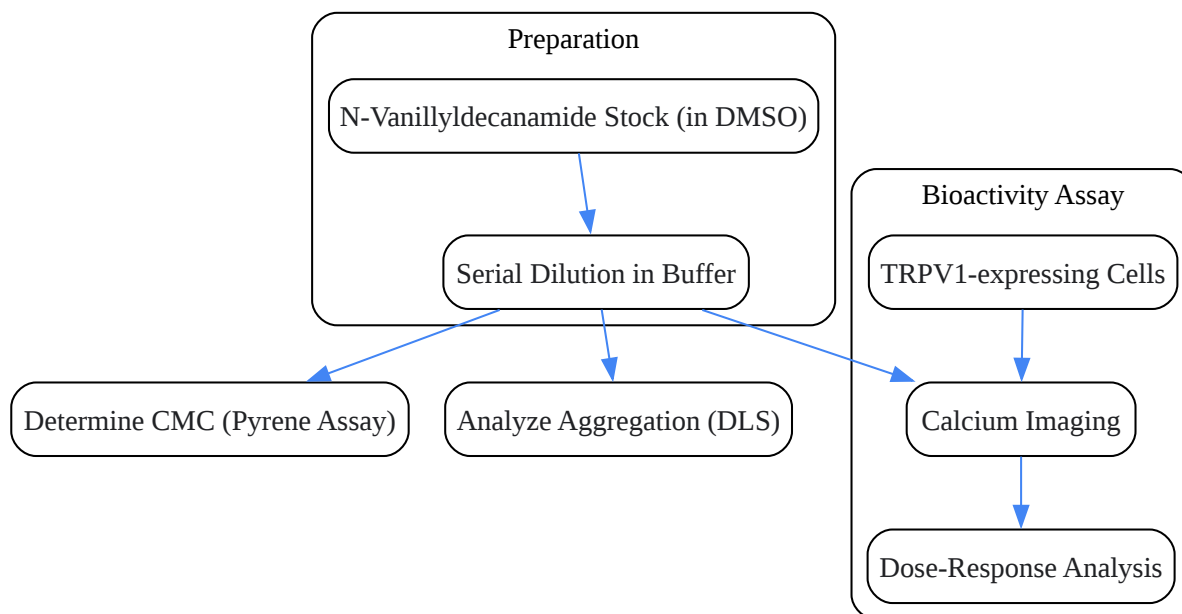 Preparation
N-Vanillyldecanamide Stock (in DMSO)
Serial Dilution in Buffer
Bioactivity Assay
TRPV1-expressing Cells
Determine CMC (Pyrene Assay)
Analyze Aggregation (DLS)
Calcium Imaging
Dose-Response Analysis